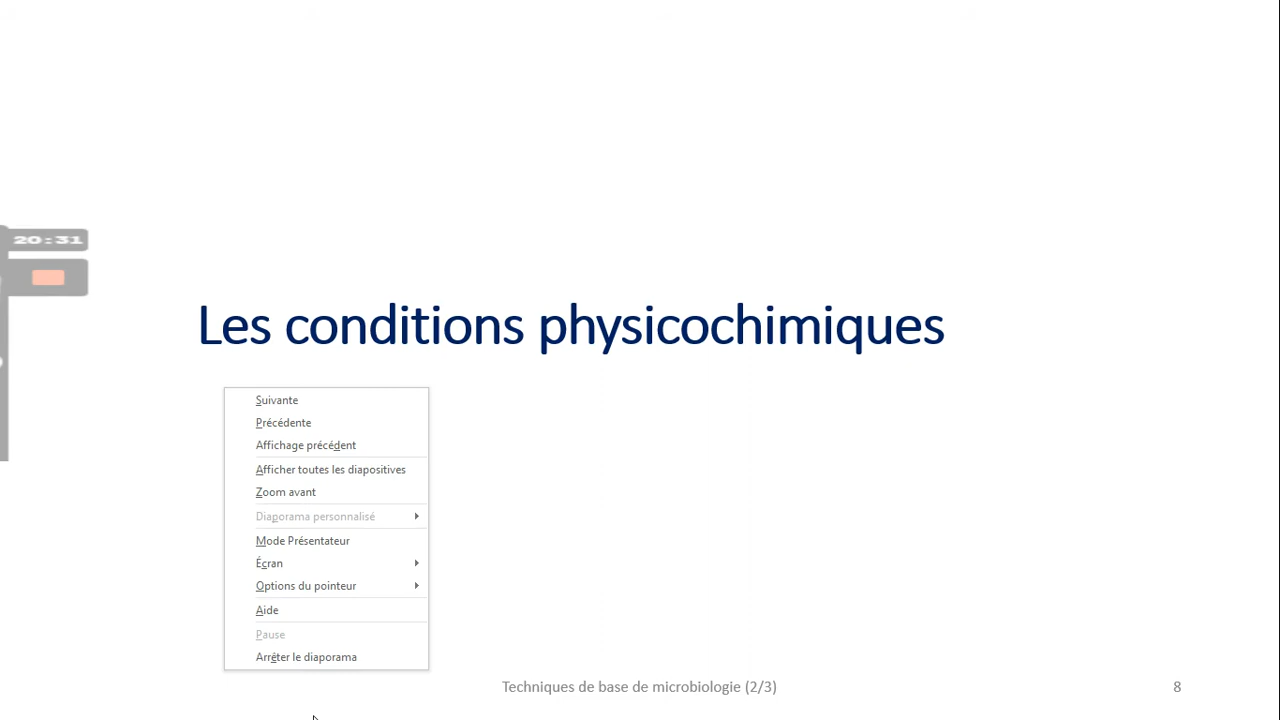 20:31
Les conditions physicochimiques
Suivante
Précédente
Affichage précédent
Afficher toutes les diapositives
Zoom avant
Diaporama personnalisé
Mode Présentateur
Écran
Options du pointeur
Aide
Pause
Arrêter le diaporama
Techniques de base de microbiologie (2/3)
8